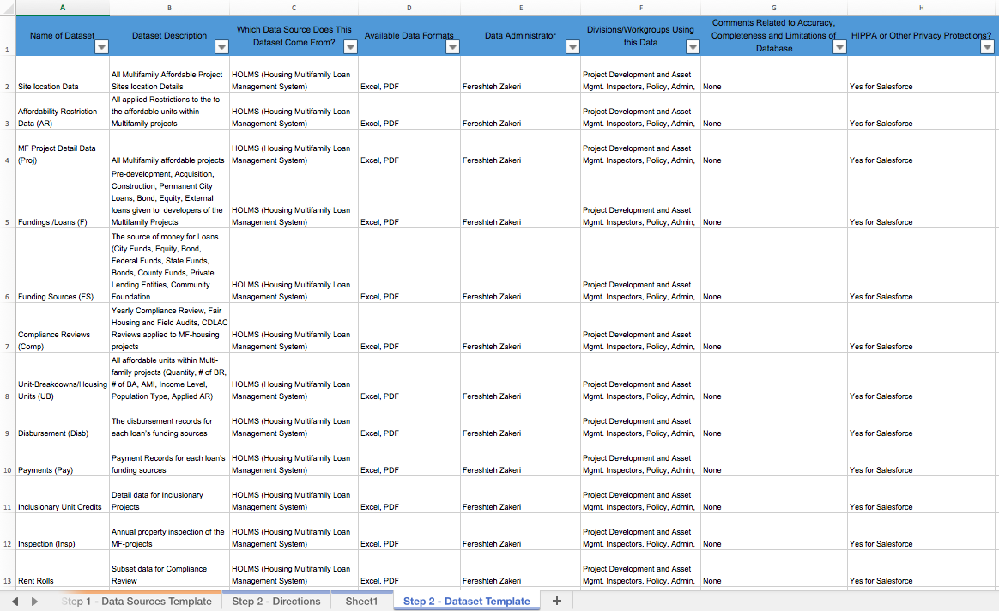 A B C D E F G H
1
Name of Dataset
Dataset Description
Which Data Source Does This
Dataset Come From?
Available Data Formats
Data Administrator
Divisions/Workgroups Using
this Data
Comments Related to Accuracy,
Completeness and Limitations of
Database
HIPPA or Other Privacy Protections?
2
Site location Data
All Multifamily Affordable Project
Sites location Details
HOLMS (Housing Multifamily Loan
Management System)
Excel, PDF
Fereshteh Zakeri
Project Development and Asset
Mgmt. Inspectors, Policy, Admin,
None
Yes for Salesforce
3
Affordability Restriction
Data (AR)
All applied Restrictions to the to
the affordable units within
Multifamily projects
HOLMS (Housing Multifamily Loan
Management System)
Excel, PDF
Fereshteh Zakeri
Project Development and Asset
Mgmt. Inspectors, Policy, Admin,
None
Yes for Salesforce
4
MF Project Detail Data
(Proj)
All Multifamily affordable projects
HOLMS (Housing Multifamily Loan
Management System)
Excel, PDF
Fereshteh Zakeri
Project Development and Asset
Mgmt. Inspectors, Policy, Admin,
None
Yes for Salesforce
5
Fundings /Loans (F)
Pre-development, Acquisition,
Construction, Permanent City
Loans, Bond, Equity, External
loans given to developers of the
Multifamily Projects
HOLMS (Housing Multifamily Loan
Management System)
Excel, PDF
Fereshteh Zakeri
Project Development and Asset
Mgmt. Inspectors, Policy, Admin,
None
Yes for Salesforce
6
Funding Sources (FS)
The source of money for Loans
(City Funds, Equity, Bond,
Federal Funds, State Funds,
Bonds, County Funds, Private
Lending Entities, Community
Foundation
HOLMS (Housing Multifamily Loan
Management System)
Excel, PDF
Fereshteh Zakeri
Project Development and Asset
Mgmt. Inspectors, Policy, Admin,
None
Yes for Salesforce
7
Compliance Reviews
(Comp)
Yearly Compliance Review, Fair
Housing and Field Audits, CDLAC
Reviews applied to MF-housing
projects
HOLMS (Housing Multifamily Loan
Management System)
Excel, PDF
Fereshteh Zakeri
Project Development and Asset
Mgmt. Inspectors, Policy, Admin,
None
Yes for Salesforce
8
Unit-Breakdowns/Housing
Units (UB)
All affordable units within Multi-
family projects (Quantity, # of BR,
# of BA, AMI, Income Level,
Population Type, Applied AR)
HOLMS (Housing Multifamily Loan
Management System)
Excel, PDF
Fereshteh Zakeri
Project Development and Asset
Mgmt. Inspectors, Policy, Admin,
None
Yes for Salesforce
9
Disbursement (Disb)
The disbursement records for
each loan's funding sources
HOLMS (Housing Multifamily Loan
Management System)
Excel, PDF
Fereshteh Zakeri
Project Development and Asset
Mgmt. Inspectors, Policy, Admin,
None
Yes for Salesforce
10
Payments (Pay)
Payment Records for each loan's
funding sources
HOLMS (Housing Multifamily Loan
Management System)
Excel, PDF
Fereshteh Zakeri
Project Development and Asset
Mgmt. Inspectors, Policy, Admin,
None
Yes for Salesforce
11
Inclusionary Unit Credits
Detail data for Inclusionary
Projects
HOLMS (Housing Multifamily Loan
Management System)
Excel, PDF
Fereshteh Zakeri
Project Development and Asset
Mgmt. Inspectors, Policy, Admin,
None
Yes for Salesforce
12
Inspection (Insp)
Annual property inspection of the
MF-projects
HOLMS (Housing Multifamily Loan
Management System)
Excel, PDF
Fereshteh Zakeri
Project Development and Asset
Mgmt. Inspectors, Policy, Admin,
None
Yes for Salesforce
13
Rent Rolls
Subset data for Compliance
Review
HOLMS (Housing Multifamily Loan
Management System)
Excel, PDF
Fereshteh Zakeri
Project Development and Asset
Mgmt. Inspectors, Policy, Admin,
None
Yes for Salesforce
Step 1 - Data Sources Template
Step 2 - Directions
Sheet1
Step 2 - Dataset Template
+